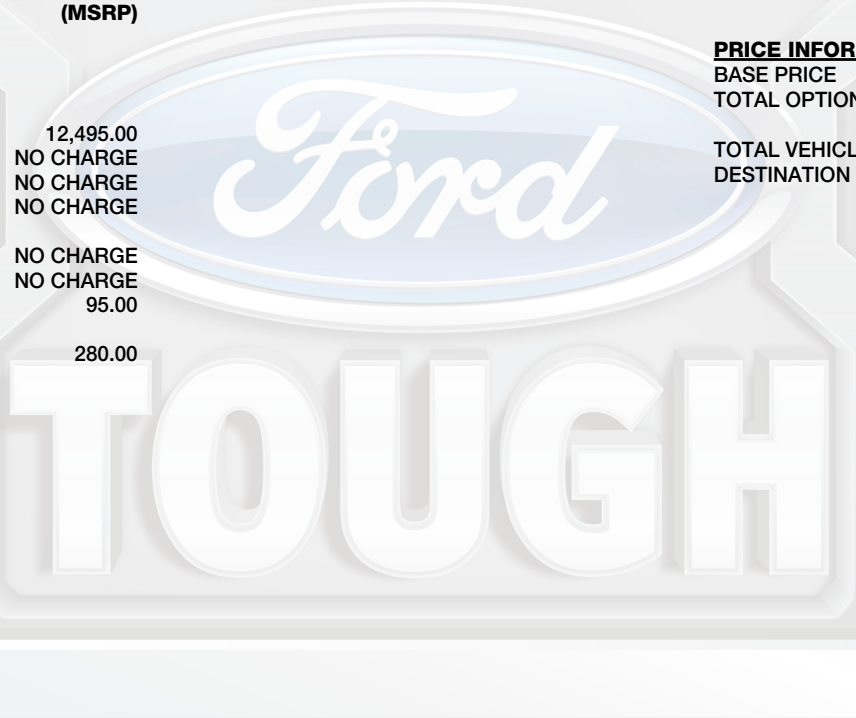 (MSRP)
12,495.00
NO CHARGE
NO CHARGE
NO CHARGE
NO CHARGE
NO CHARGE
95.00
280.00
PRICE INFOR
BASE PRICE
TOTAL OPTION
TOTAL VEHICL
DESTINATION
Ford
TOUGH